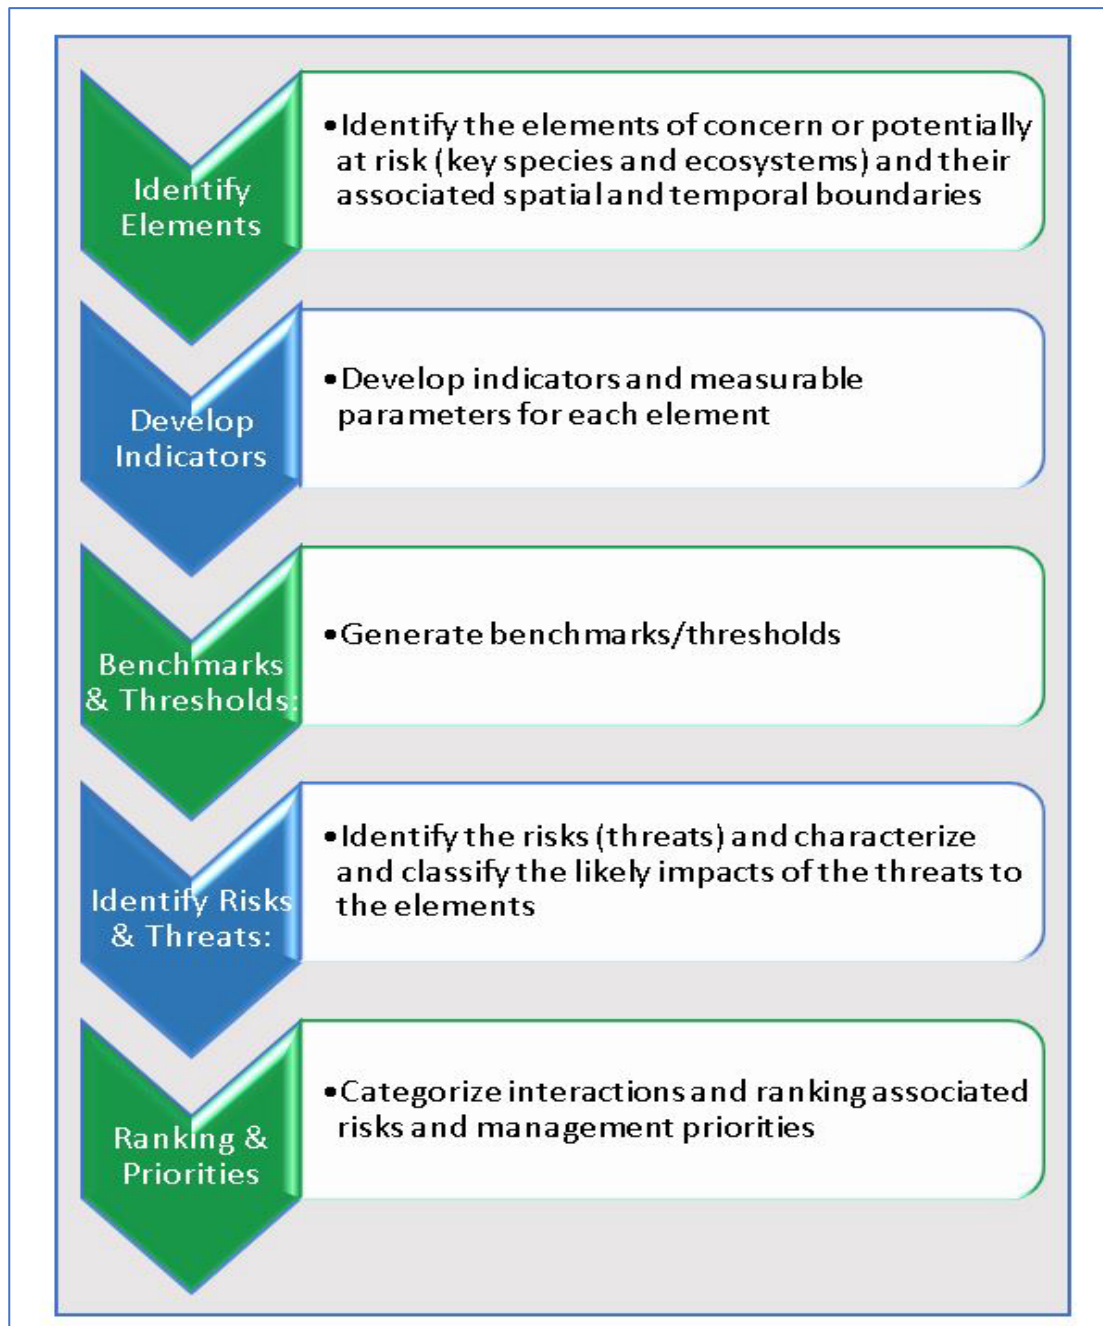 Identify
Elements
•Identify the elements of concern or potentially
at risk (key species and ecosystems) and their
associated spatial and temporal boundaries
Develop
Indicators
•Develop indicators and measurable
parameters for each element
Benchmarks
& Thresholds:
•Generate benchmarks/thresholds
Identify Risks
& Threats:
•Identify the risks (threats) and characterize
and classify the likely impacts of the threats to
the elements
Ranking &
Priorities
•Categorize interactions and ranking associated
risks and management priorities